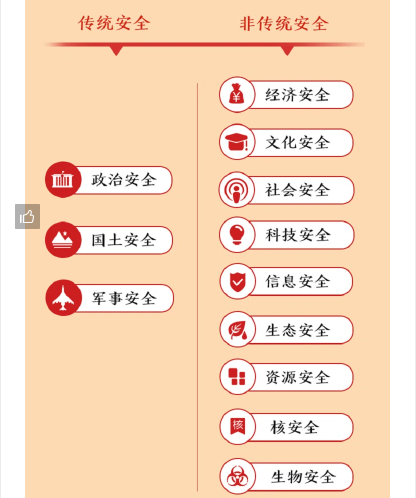 传统安全
非传统安全
政治安全
国土安全
军事安全
经济安全
¥
文化安全
社会安全
科技安全
信息安全
生态安全
资源安全
核
核安全
生物安全